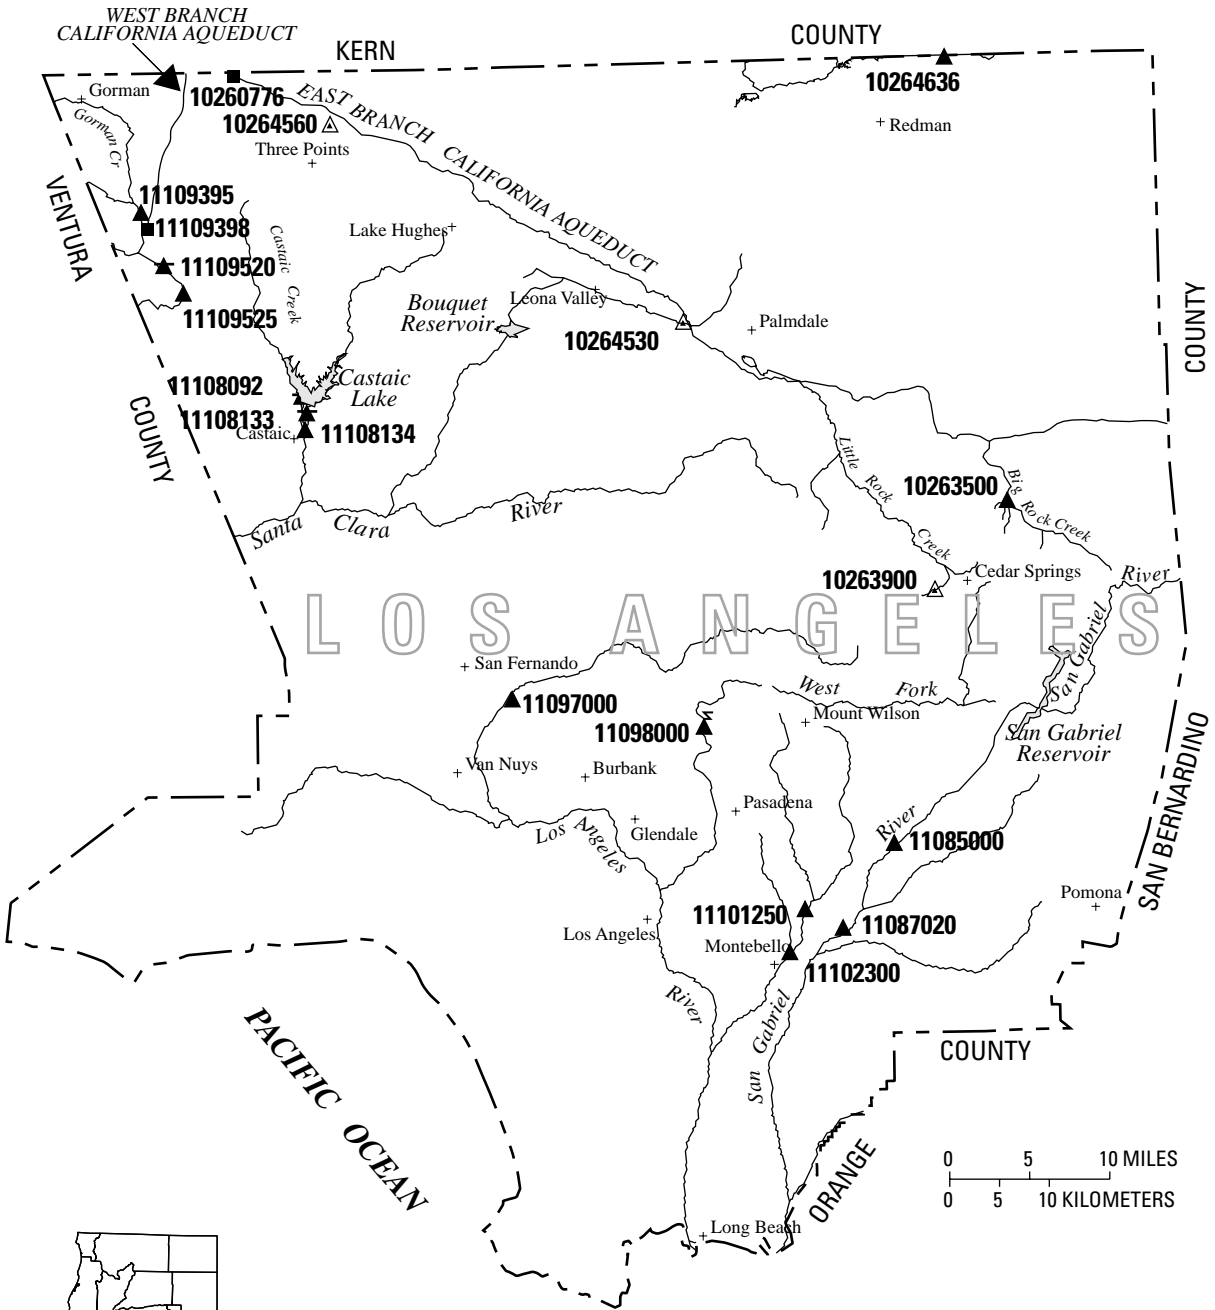 WEST BRANCH
CALIFORNIA AQUEDUCT
KERN
COUNTY
10264636
Gorman
10260776
EAST BRANCH CALIFORNIA AQUEDUCT
Gorman Cr
10264560
Three Points
Redman
VENTURA
COUNTY
11109395
11109398
Lake Hughes
Castaic Creek
11109520
11109525
Bouquet
Reservoir
Leona Valley
10264530
Palmdale
COUNTY
11108092
Castaic
Lake
11108133
Castaic
11108134
Little Rock Creek
10263500
Big Rock Creek
Santa Clara River
10263900
Cedar Springs
River
LOS ANGELES
San Gabriel
San Fernando
West Fork
11097000
11098000
Mount Wilson
San Gabriel
Reservoir
Van Nuys
Burbank
Pasadena
Los Angeles
Glendale
River
11085000
SAN BERNARDINO
Pomona
11101250
11087020
Los Angeles
Montebello
11102300
River
San Gabriel
COUNTY
PACIFIC OCEAN
ORANGE
0 5 10 MILES
0 5 10 KILOMETERS
Long Beach